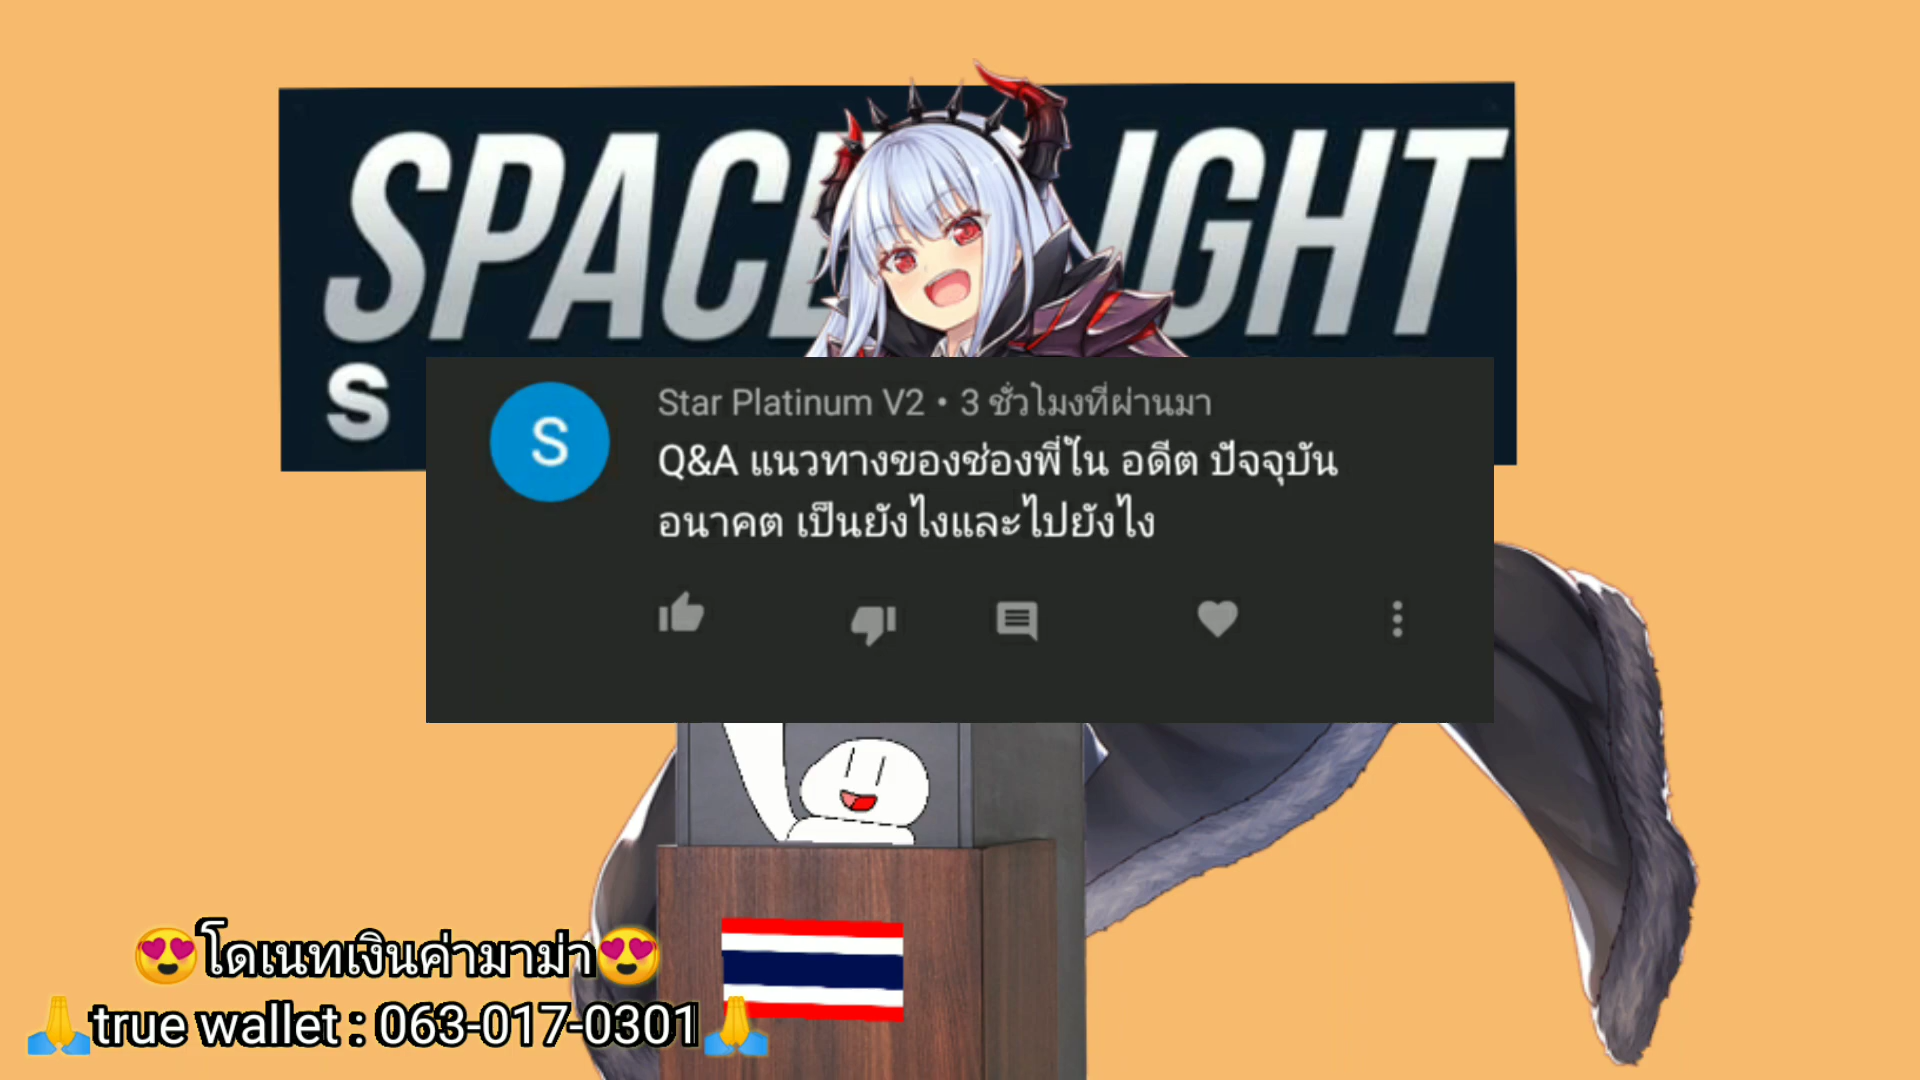 SPACE IGHT
S
S
Star Platinum V2 • 3 ชั่วโมงที่ผ่านมา
Q&A แนวทางของช่องพี่ใน อดีต ปัจจุบัน
อนาคต เป็นยังไงและไปยังไง
😍โดเนทเงินค่ามาม่า😍
🙏true wallet : 063-017-0301🙏